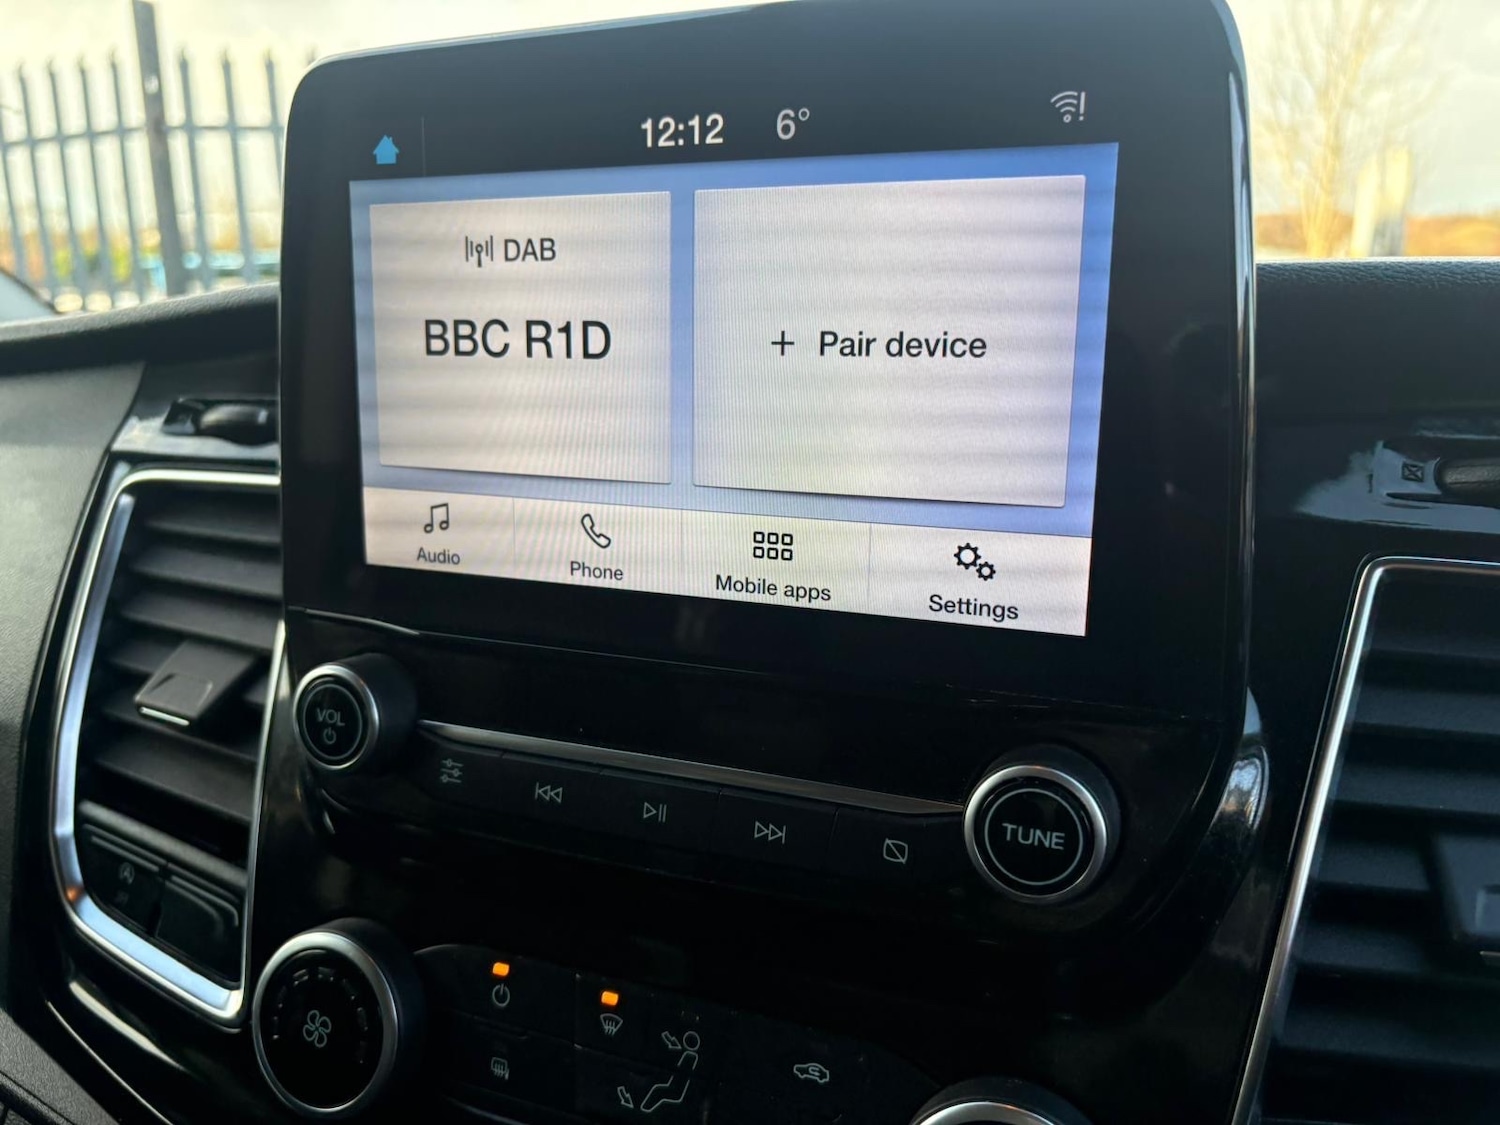 12:12 6°
DAB
BBC R1D
+ Pair device
Audio
Phone
Mobile apps
Settings
VOL
TUNE